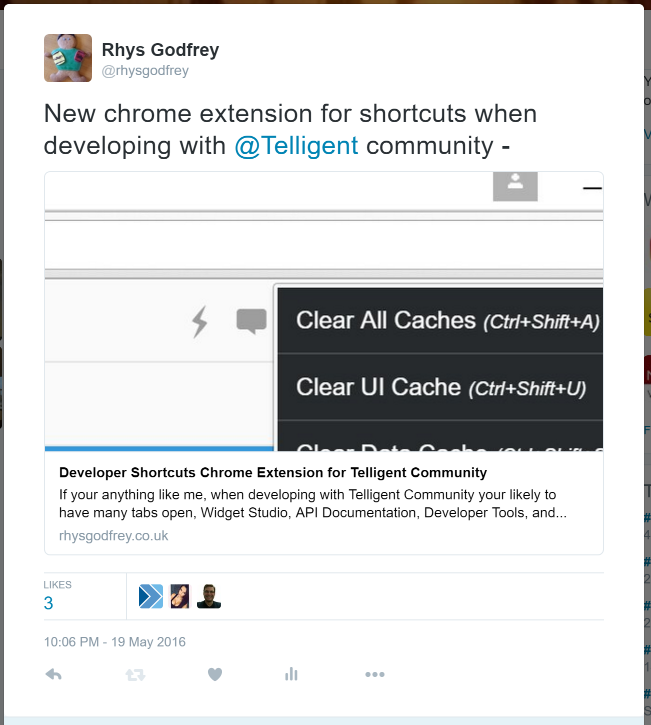 Rhys Godfrey
@rhysgodfrey
New chrome extension for shortcuts when
developing with @Telligent community -
Clear All Caches (Ctrl+Shift+A)
Clear UI Cache (Ctrl+Shift+U)
Clear Data Cache
Developer Shortcuts Chrome Extension for Telligent Community
If your anything like me, when developing with Telligent Community your likely to
have many tabs open, Widget Studio, API Documentation, Developer Tools, and...
rhysgodfrey.co.uk
LIKES
3
10:06 PM - 19 May 2016